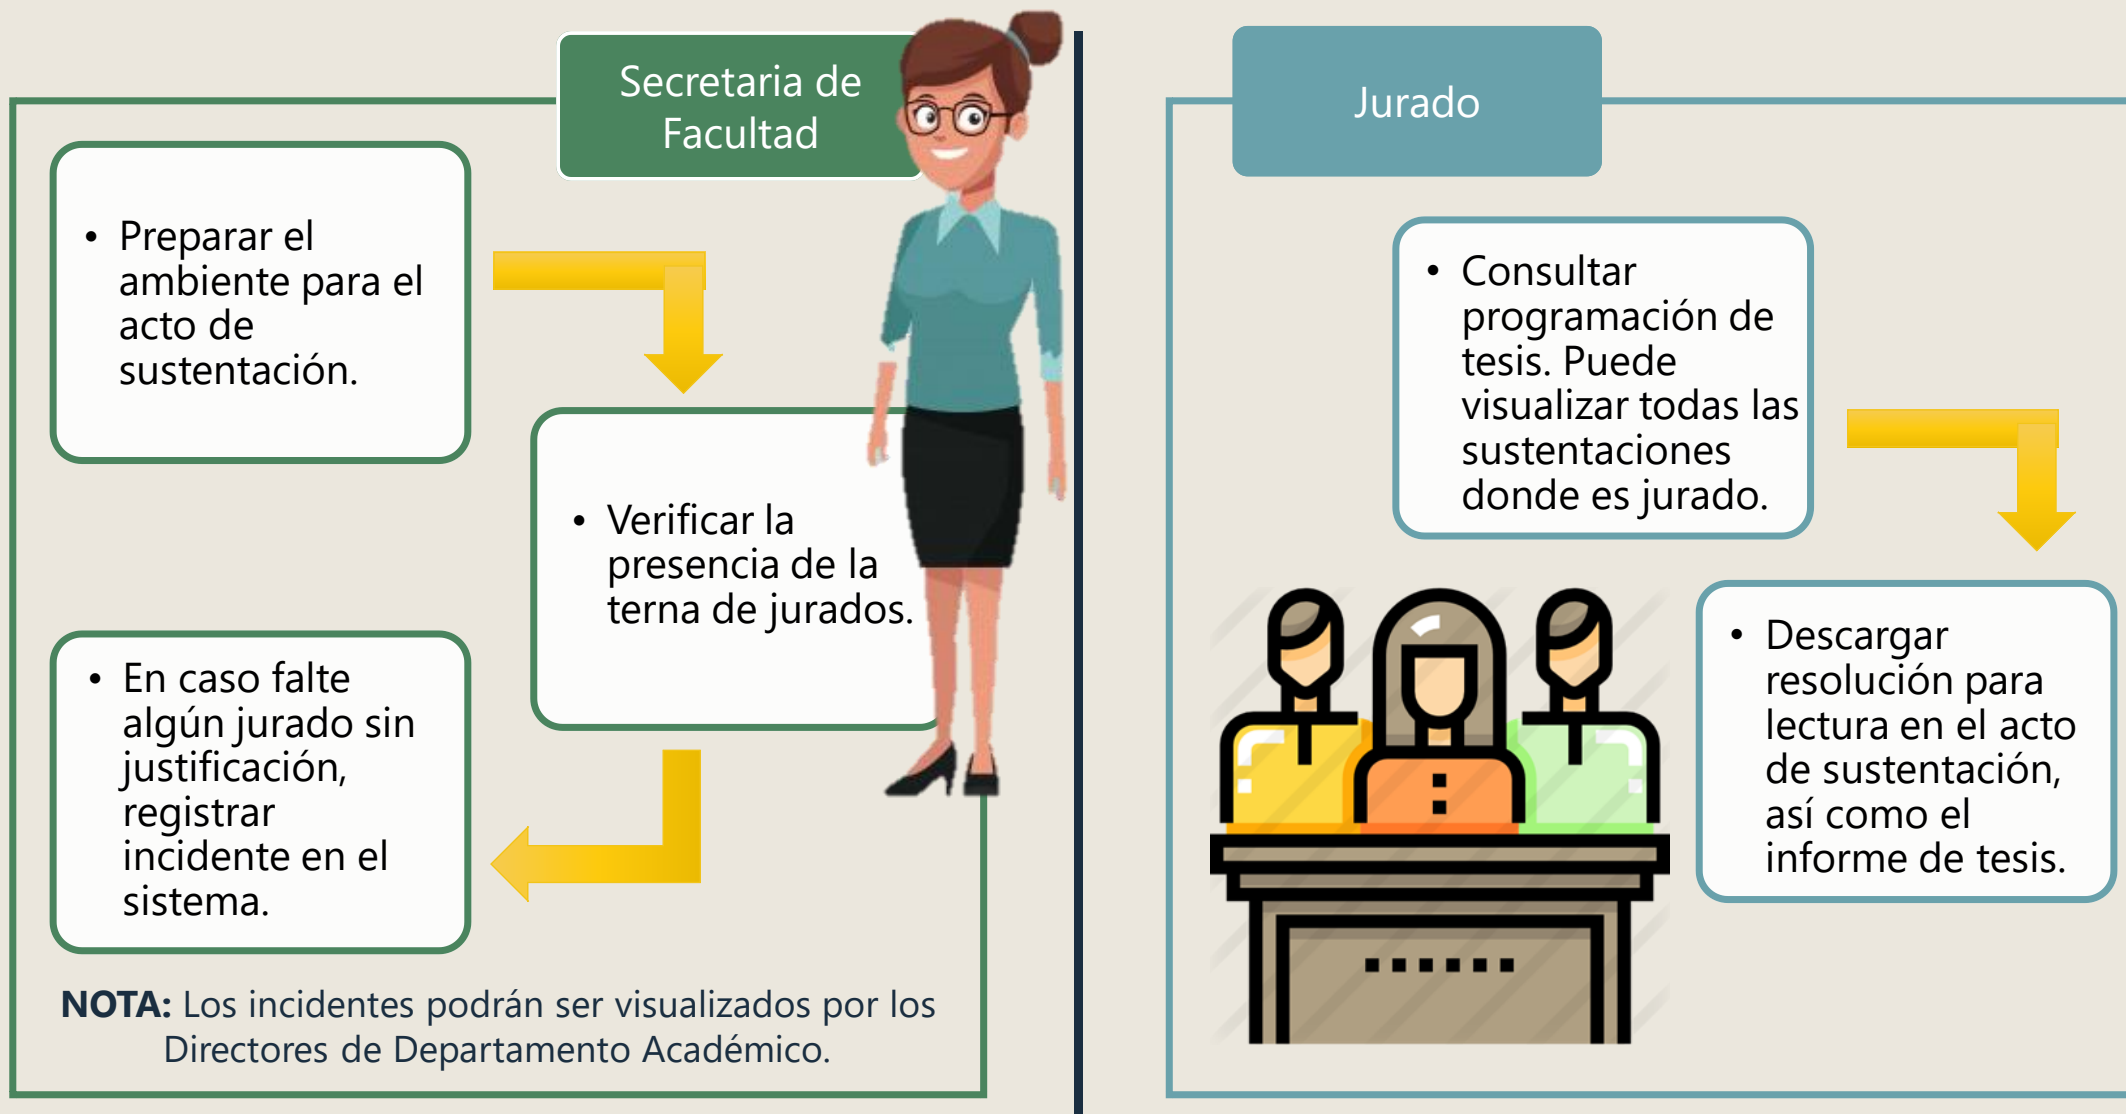 Secretaria de
Facultad
• Preparar el
ambiente para el
acto de
sustentación.
• Verificar la
presencia de la
terna de jurados.
• En caso falte
algún jurado sin
justificación,
registrar
incidente en el
sistema.
NOTA: Los incidentes podrán ser visualizados por los
Directores de Departamento Académico.
Jurado
• Consultar
programación de
tesis. Puede
visualizar todas las
sustentaciones
donde es jurado.
• Descargar
resolución para
lectura en el acto
de sustentación,
así como el
informe de tesis.